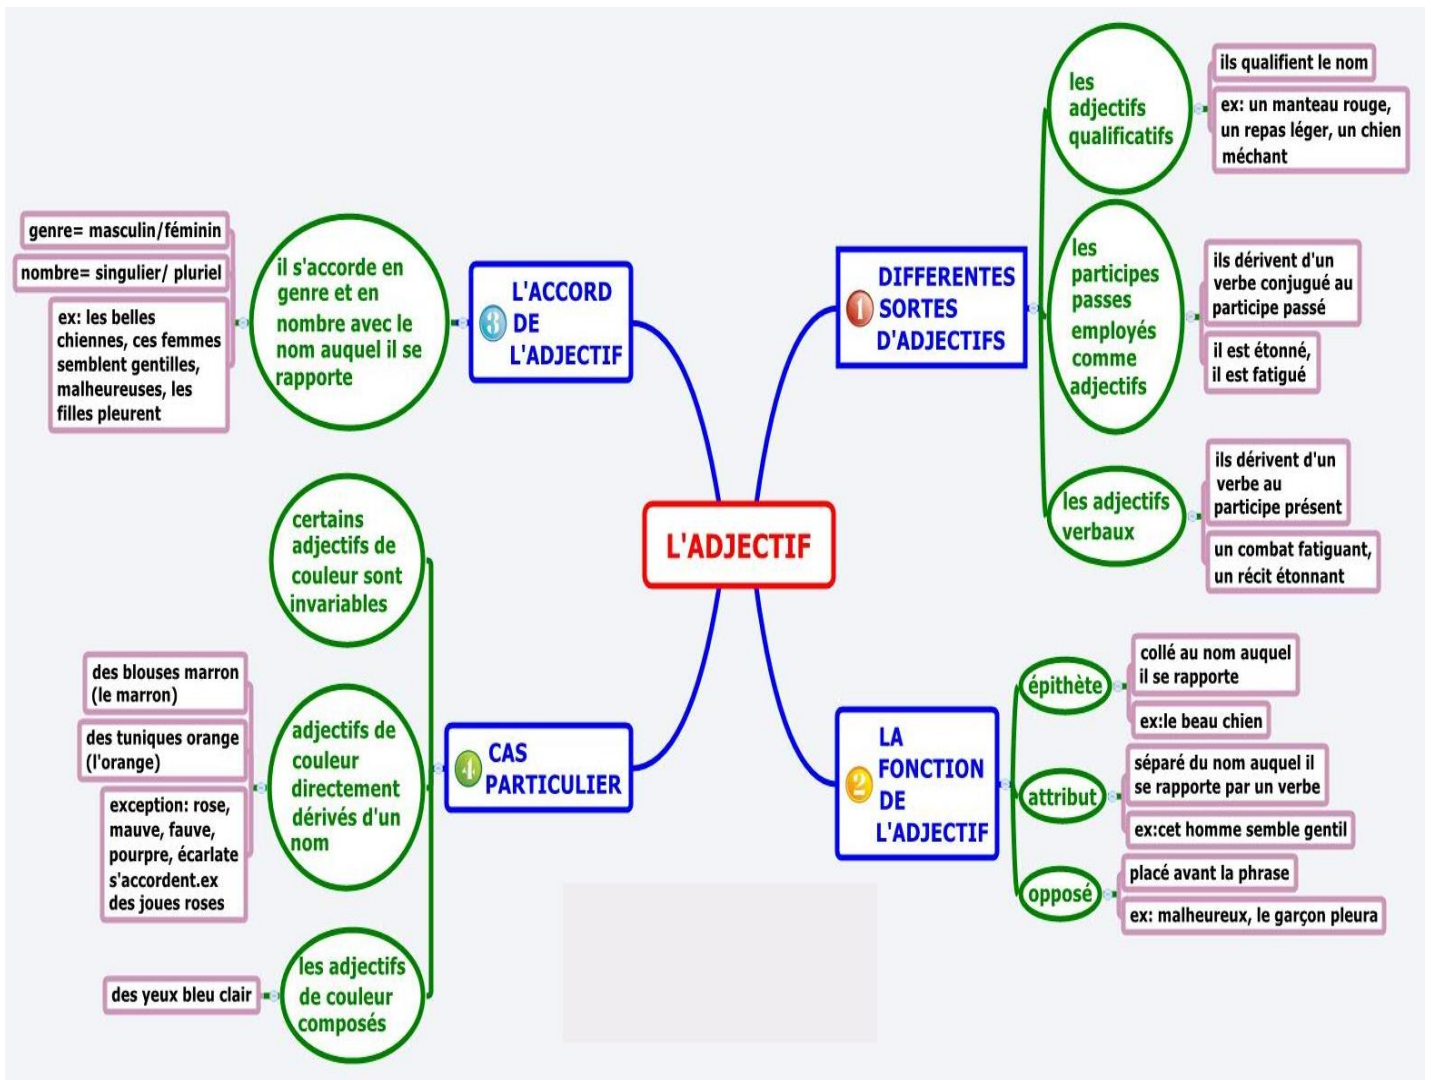 L'ADJECTIF
1
DIFFERENTES
SORTES
D'ADJECTIFS
les
adjectifs
qualificatifs
ils qualifient le nom
ex: un manteau rouge,
un repas léger, un chien
méchant
les
participes
passes
employés
comme
adjectifs
ils dérivent d'un
verbe conjugué au
participe passé
il est étonné,
il est fatigué
les adjectifs
verbaux
ils dérivent d'un
verbe au
participe présent
un combat fatiguant,
un récit étonnant
2
LA
FONCTION
DE
L'ADJECTIF
épithète
collé au nom auquel
il se rapporte
ex:le beau chien
attribut
séparé du nom auquel il
se rapporte par un verbe
ex:cet homme semble gentil
opposé
placé avant la phrase
ex: malheureux, le garçon pleura
3
L'ACCORD
DE
L'ADJECTIF
il s'accorde en
genre et en
nombre avec le
nom auquel il se
rapporte
genre= masculin/féminin
nombre= singulier/ pluriel
ex: les belles
chiennes, ces femmes
semblent gentilles,
malheureuses, les
filles pleurent
4
CAS
PARTICULIER
certains
adjectifs de
couleur sont
invariables
adjectifs de
couleur
directement
dérivés d'un
nom
des blouses marron
(le marron)
des tuniques orange
(l'orange)
exception: rose,
mauve, fauve,
pourpre, écarlate
s'accordent.ex
des joues roses
les adjectifs
de couleur
composés
des yeux bleu clair